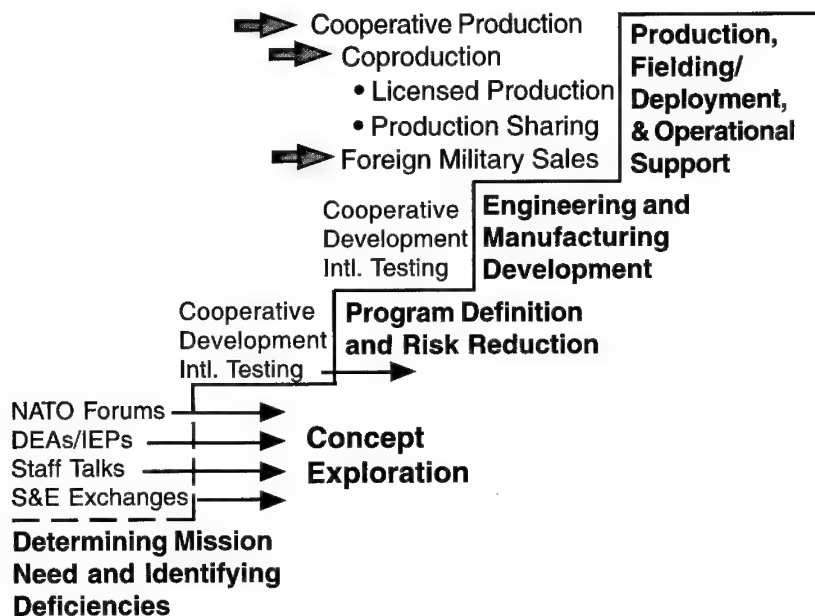 Cooperative Production
Coproduction
• Licensed Production
• Production Sharing
Foreign Military Sales
Production,
Fielding/
Deployment,
& Operational
Support
Cooperative
Development
Intl. Testing
Engineering and
Manufacturing
Development
Cooperative
Development
Intl. Testing
Program Definition
and Risk Reduction
NATO Forums
DEAs/IEPs
Staff Talks
S&E Exchanges
Concept
Exploration
Determining Mission
Need and Identifying
Deficiencies